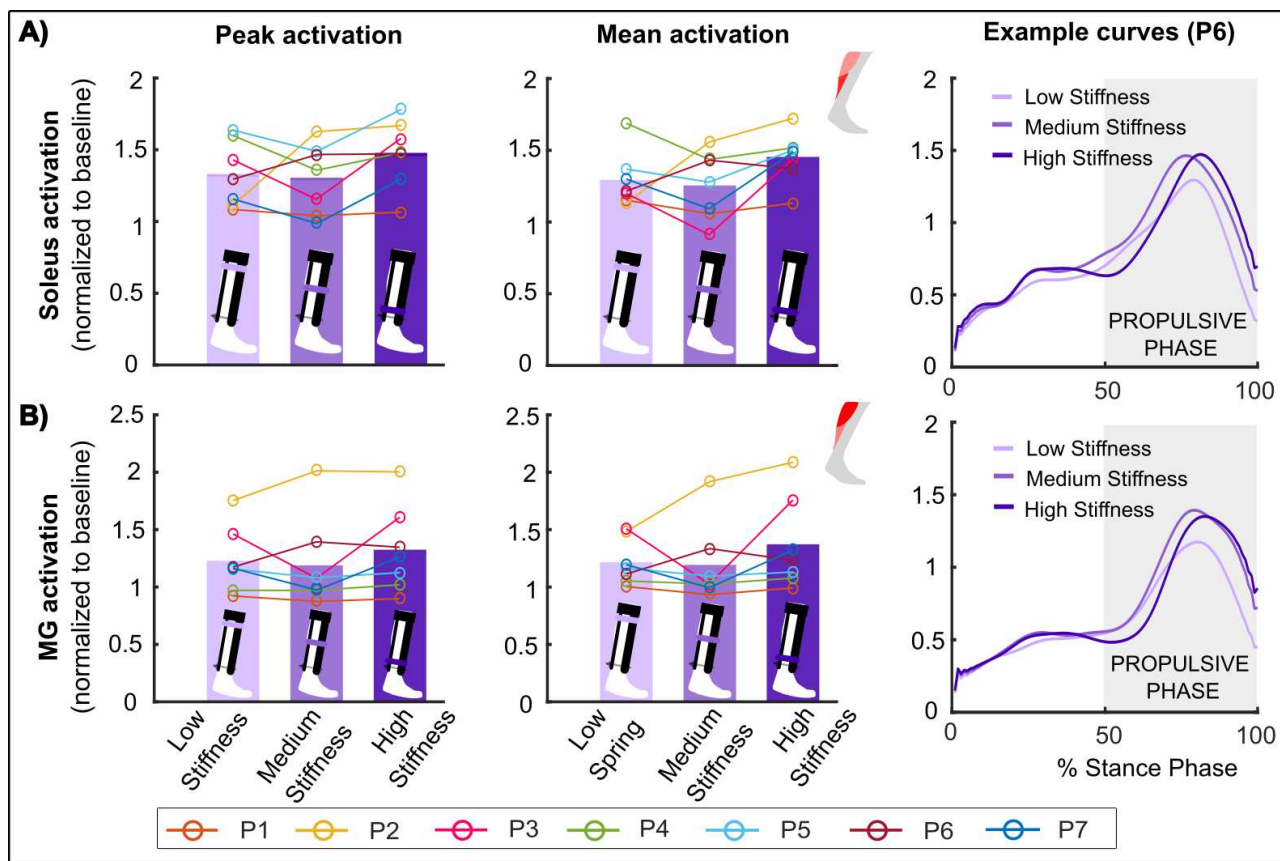 A)
Peak activation
Mean activation
Example curves (P6)
Soleus activation
(normalized to baseline)
2
1.5
1
0.5
0
2
1.5
1
0.5
0
2
1.5
1
0.5
0
Low Stiffness
Medium Stiffness
High Stiffness
PROPULSIVE
PHASE
0
50
100
B)
MG activation
(normalized to baseline)
2.5
2
1.5
1
0.5
0
Low
Stiffness
Medium
Stiffness
High
Stiffness
2.5
2
1.5
1
0.5
0
Low
Spring
Medium
Stiffness
High
Stiffness
2
1.5
1
0.5
0
Low Stiffness
Medium Stiffness
High Stiffness
PROPULSIVE
PHASE
0
50
100
% Stance Phase
P1 P2 P3 P4 P5 P6 P7